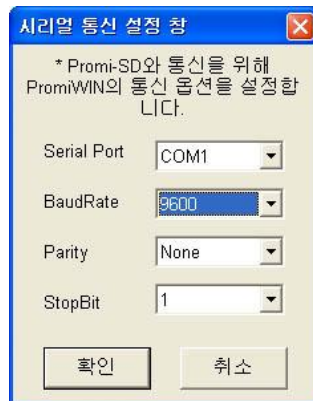 시리얼 통신 설정 창
* Promi-SD와 통신을 위해
PromiWIN의 통신 옵션을 설정합
니다.
Serial Port COM1
BaudRate 9600
Parity None
StopBit 1
확인 취소